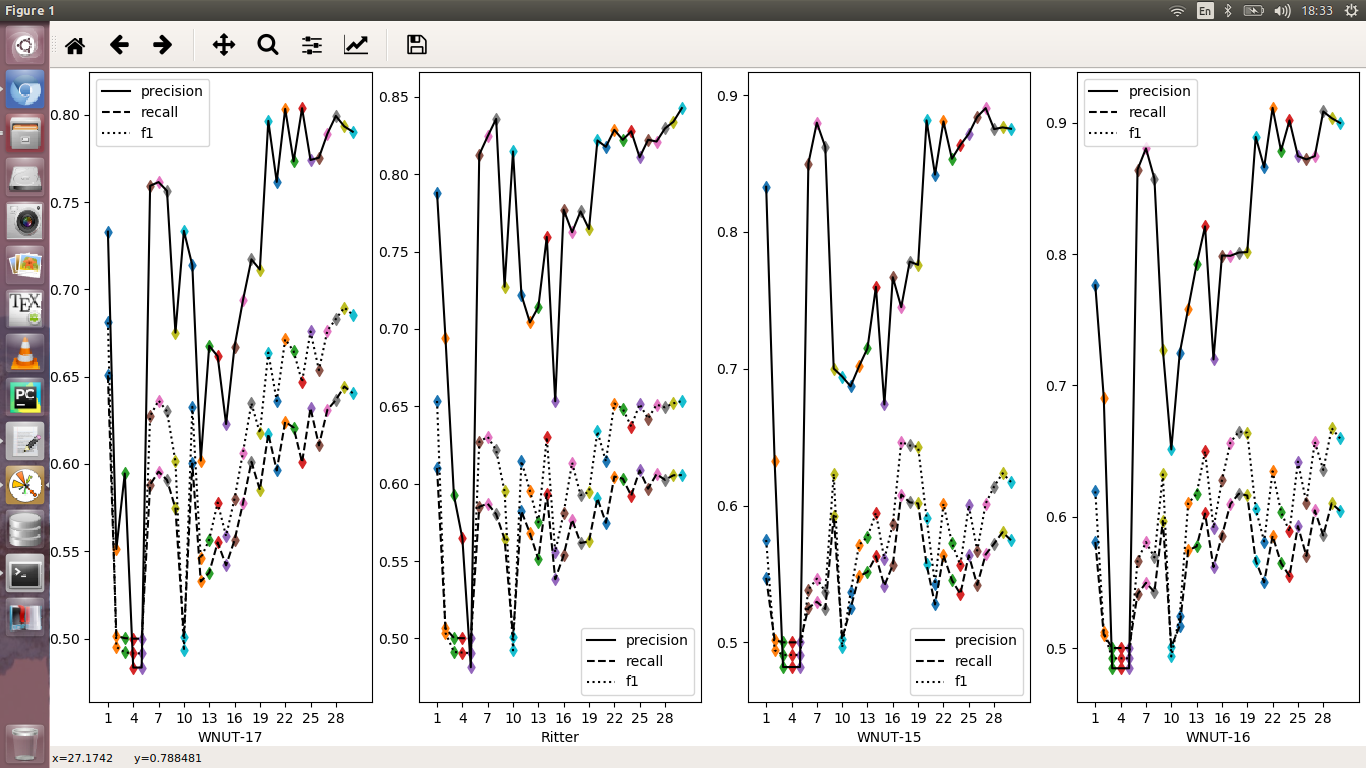 Figure 1
En
18:33
TEX
PC
precision
recall
f1
0.80
0.75
0.70
0.65
0.60
0.55
0.50
1 4 7 10 13 16 19 22 25 28
WNUT-17
0.85
0.80
0.75
0.70
0.65
0.60
0.55
0.50
precision
recall
f1
1 4 7 10 13 16 19 22 25 28
Ritter
0.9
0.8
0.7
0.6
0.5
precision
recall
f1
1 4 7 10 13 16 19 22 25 28
WNUT-15
precision
recall
f1
0.9
0.8
0.7
0.6
0.5
1 4 7 10 13 16 19 22 25 28
WNUT-16
x=27.1742 y=0.788481